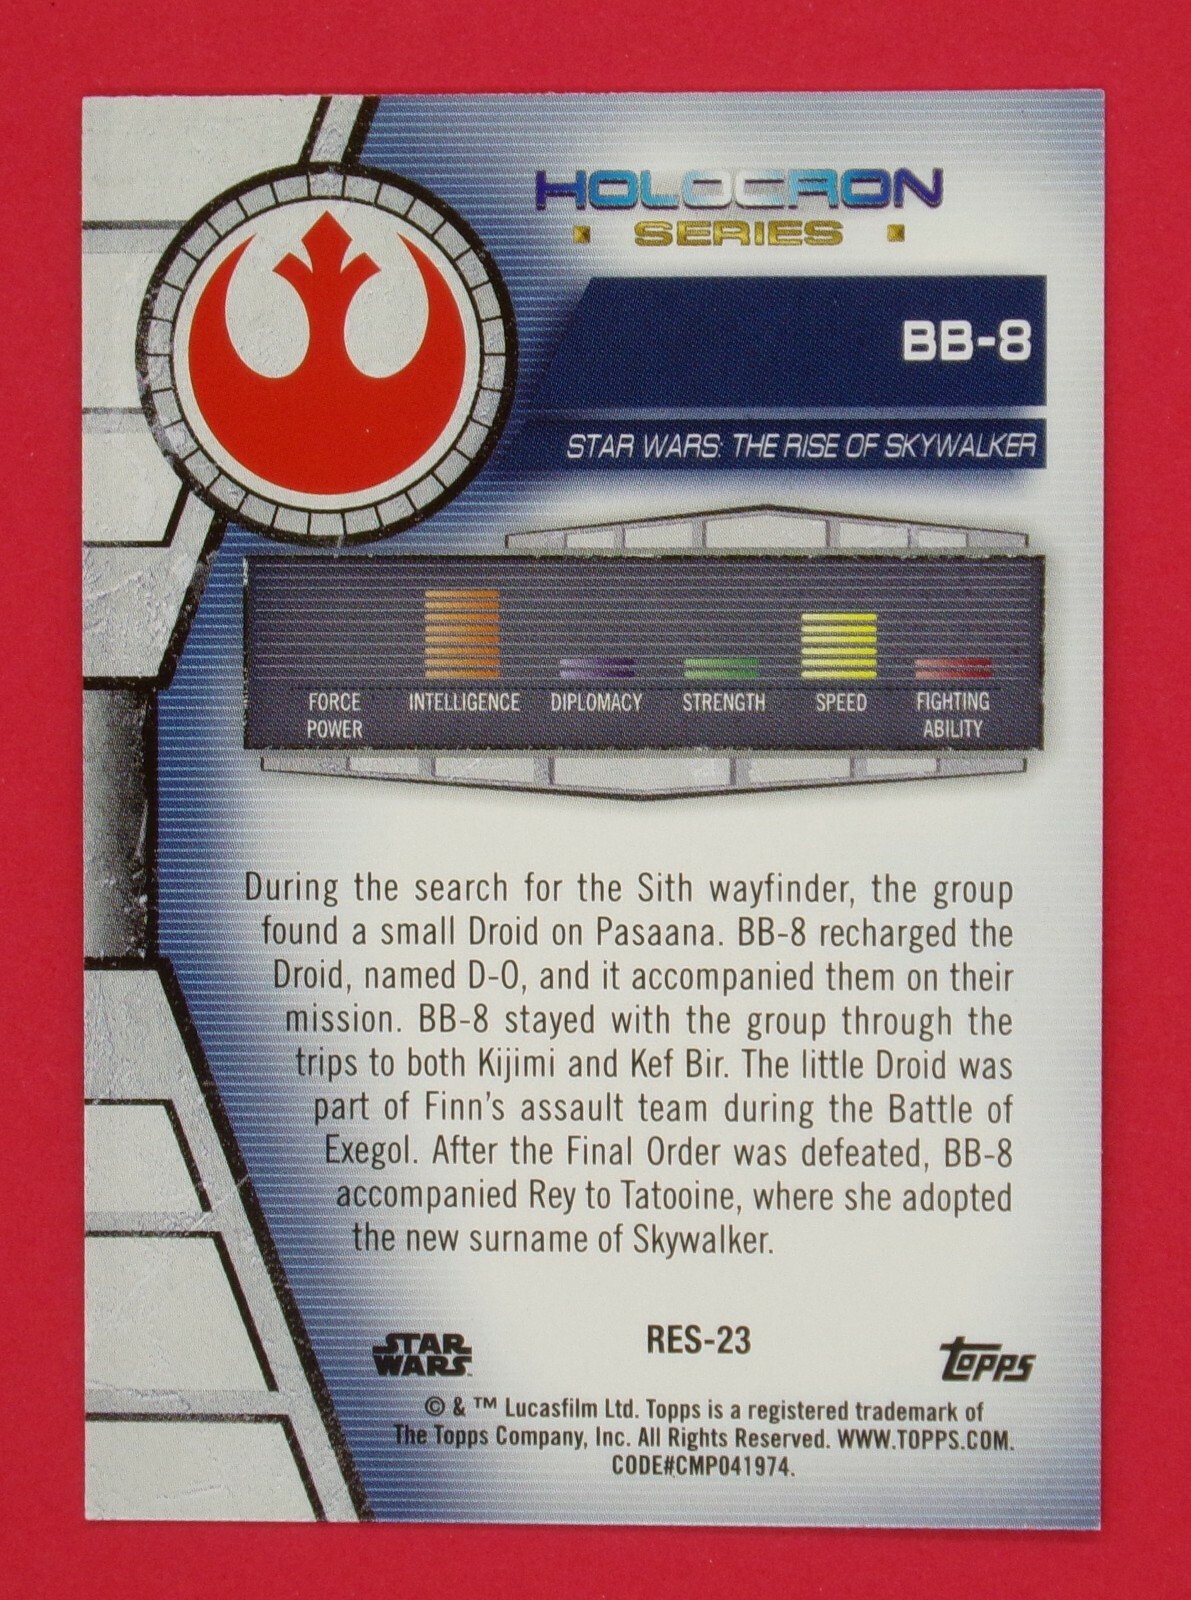 HOLOCRON
SERIES
BB-8
STAR WARS: THE RISE OF SKYWALKER
FORCE POWER
INTELLIGENCE
DIPLOMACY
STRENGTH
SPEED
FIGHTING ABILITY
During the search for the Sith wayfinder, the group
found a small Droid on Pasaana. BB-8 recharged the
Droid, named D-O, and it accompanied them on their
mission. BB-8 stayed with the group through the
trips to both Kijimi and Kef Bir. The little Droid was
part of Finn's assault team during the Battle of
Exegol. After the Final Order was defeated, BB-8
accompanied Rey to Tatooine, where she adopted
the new surname of Skywalker.
STAR
WARS
RES-23
topps
© & ™ Lucasfilm Ltd. Topps is a registered trademark of
The Topps Company, Inc. All Rights Reserved. WWW.TOPPS.COM.
CODE#CMP041974.